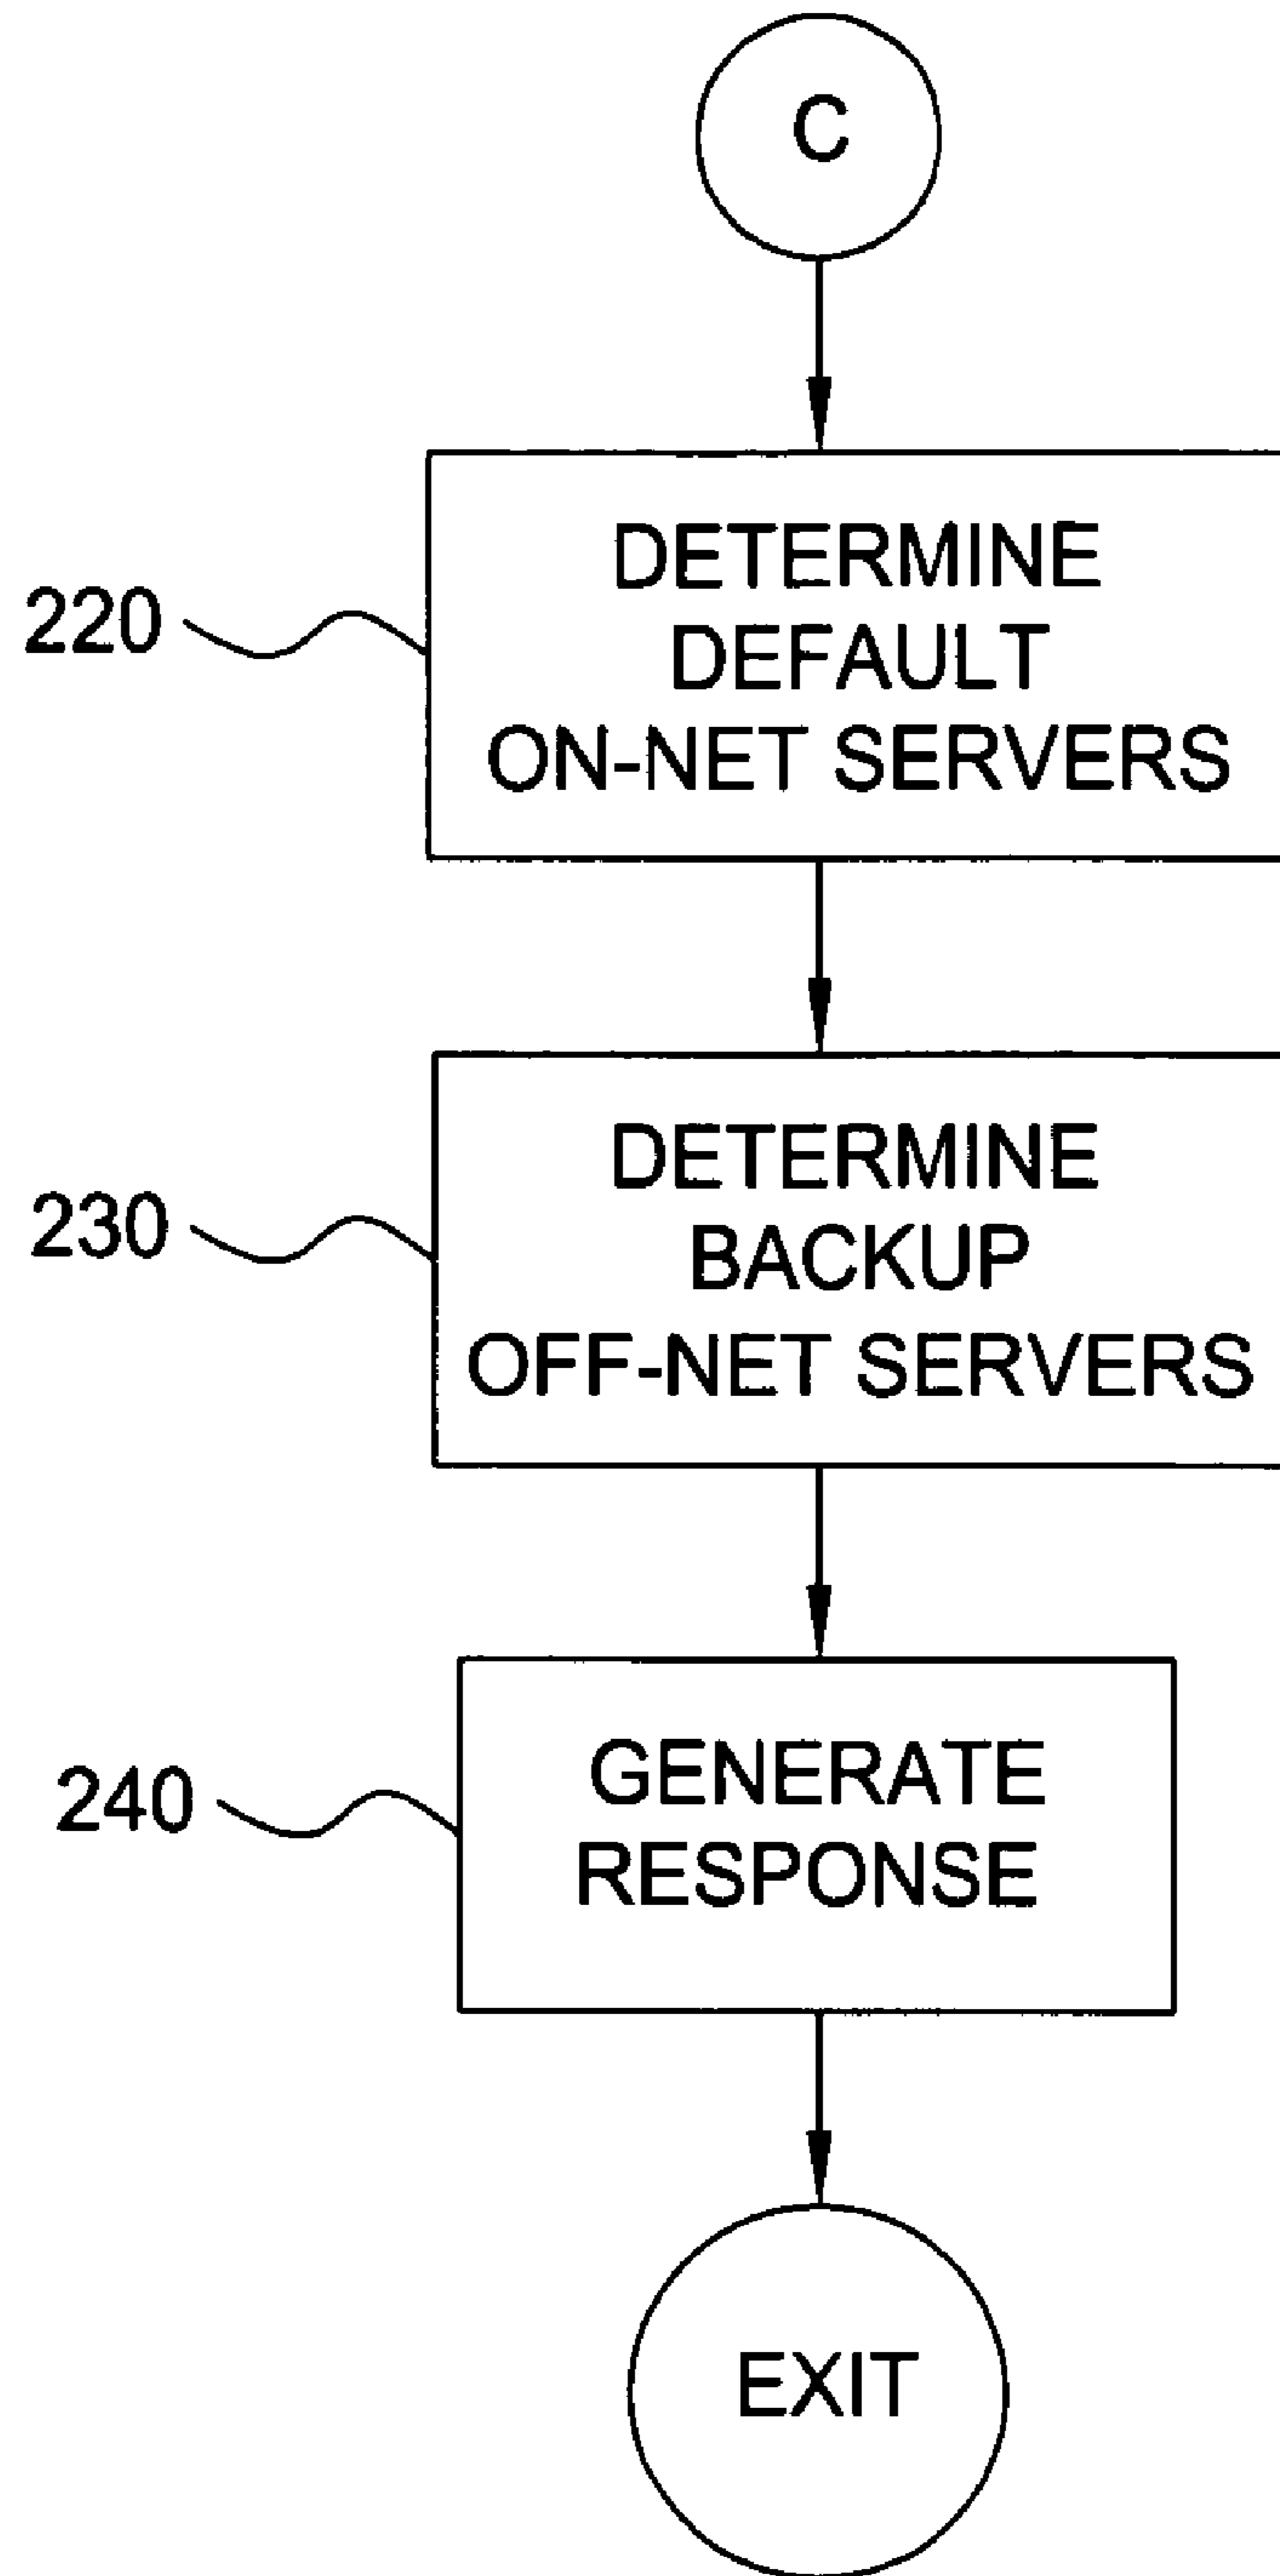 C
220
DETERMINE
DEFAULT
ON-NET SERVERS
230
DETERMINE
BACKUP
OFF-NET SERVERS
240
GENERATE
RESPONSE
EXIT